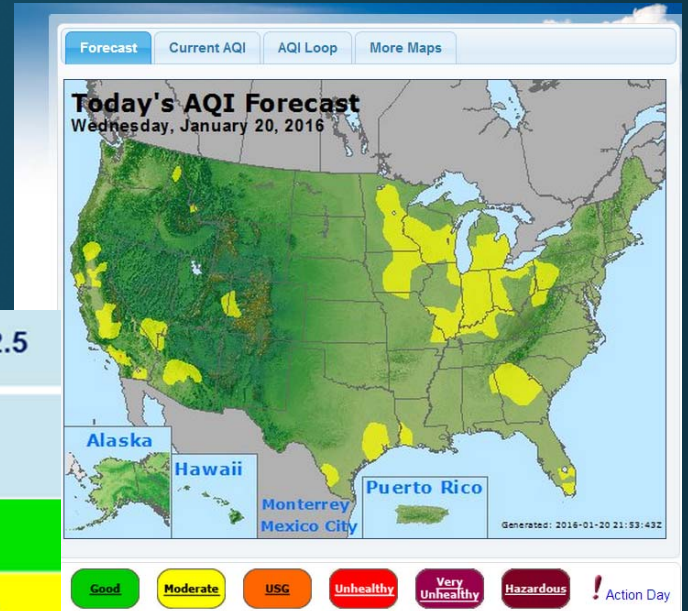 Forecast Current AQI AQI Loop More Maps
Today's AQI Forecast
Wednesday, January 20, 2016
2.5
Alaska
Hawaii
Monterrey
Mexico City
Puerto Rico
Generated: 2016-01-20 21:53:43Z
Good Moderate USG Unhealthy Very Unhealthy Hazardous ! Action Day